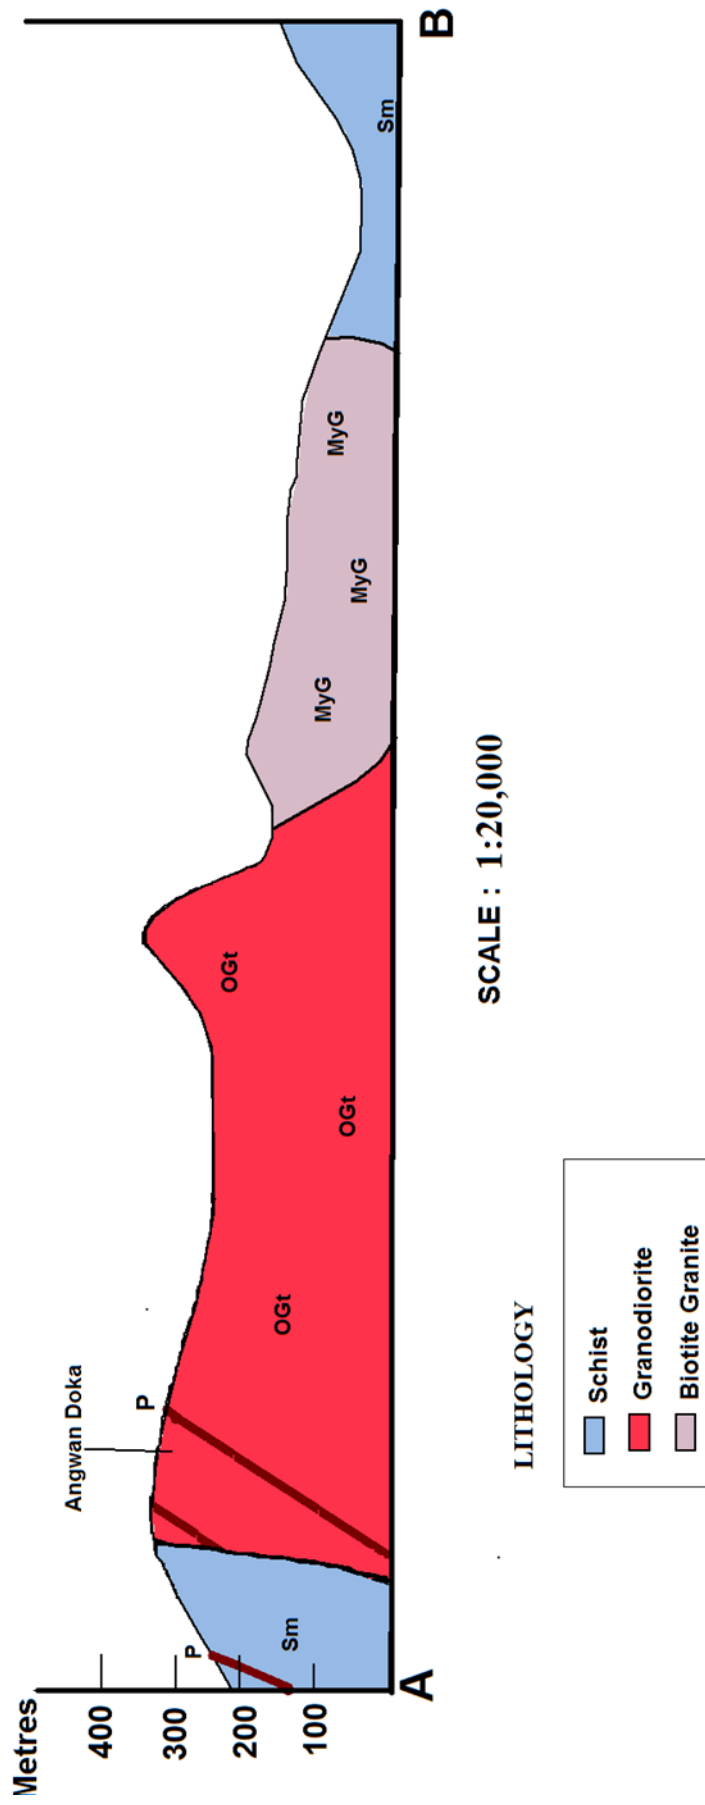 Metres
400
300
200
100
A
B
P
Sm
Angwan Doka
P
OGt
OGt
OGt
MyG
MyG
MyG
Sm
SCALE : 1:20,000
LITHOLOGY
Schist
Granodiorite
Biotite Granite